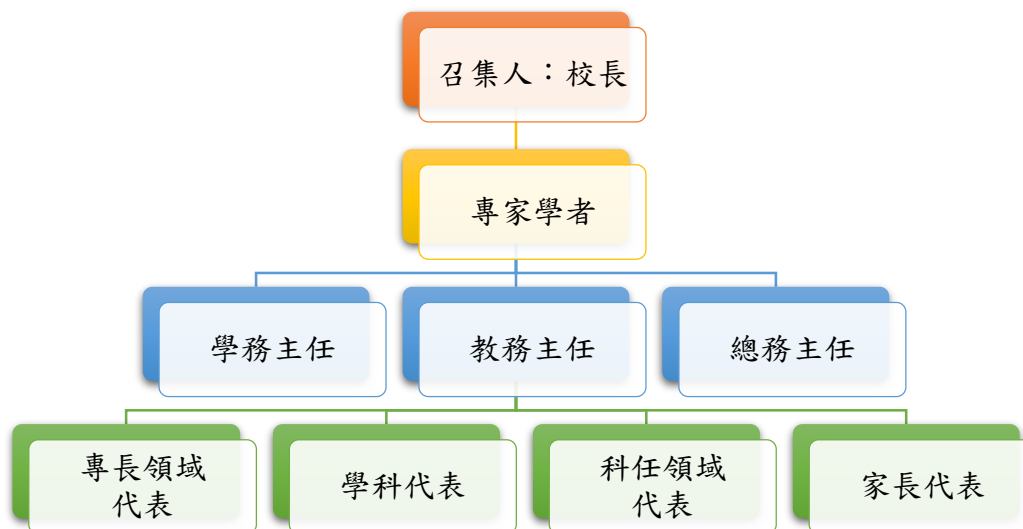 召集人：校長
專家學者
學務主任
教務主任
總務主任
專長領域
代表
學科代表
科任領域
代表
家長代表